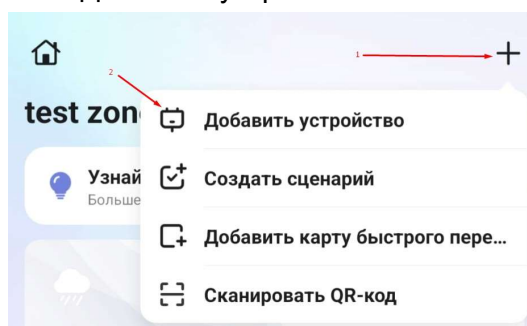 1
2
test zon
Добавить устройство
Узнай
Больше
Создать сценарий
Добавить карту быстрого пере...
Сканировать QR-код